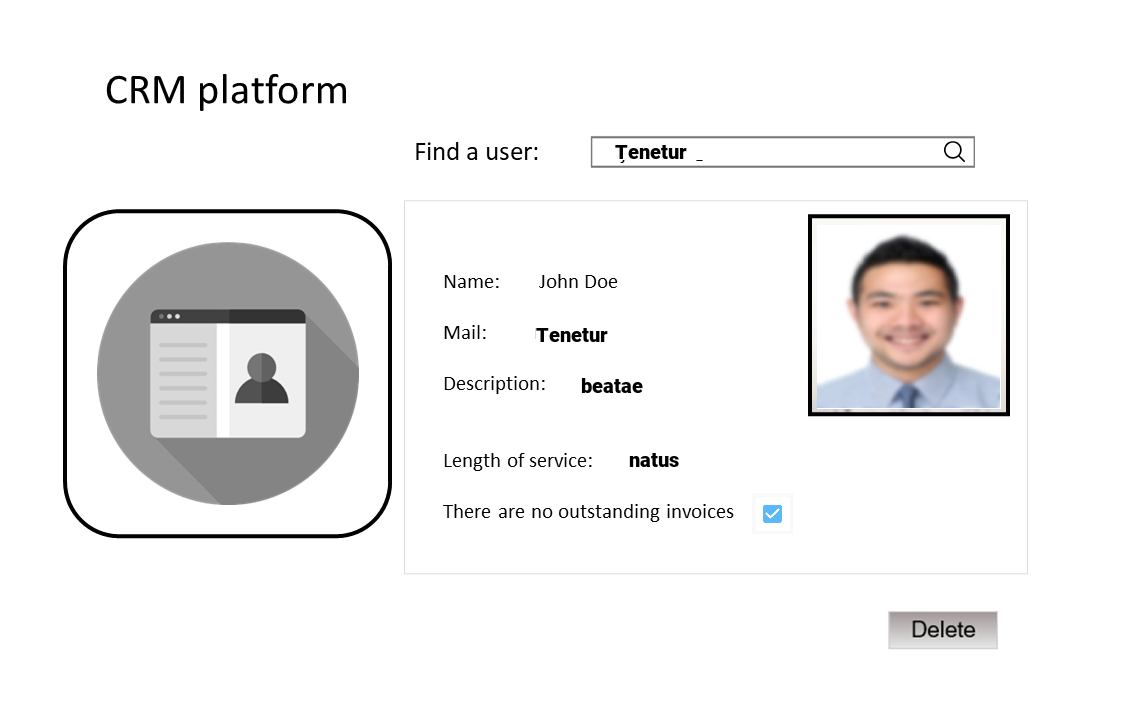 CRM platform
Find a user: Tenetur _
Name: John Doe
Mail: Tenetur
Description: beatae
Length of service: natus
There are no outstanding invoices
Delete